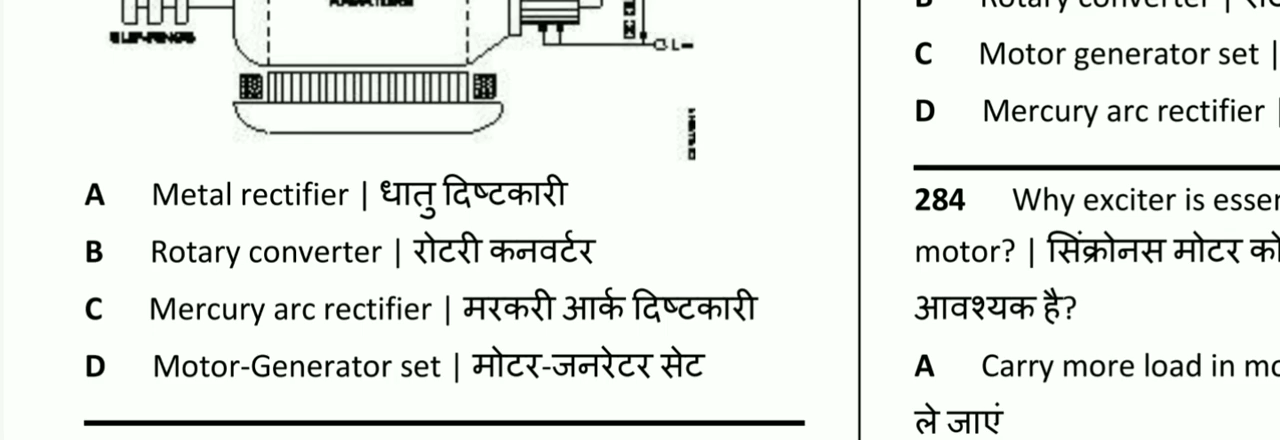 SLIP-RINGS
L-
A Metal rectifier | धातु दिष्टकारी
B Rotary converter | रोटरी कनवर्टर
C Mercury arc rectifier | मरकरी आर्क दिष्टकारी
D Motor-Generator set | मोटर-जनरेटर सेट
C Motor generator set |
D Mercury arc rectifier |
284 Why exciter is
motor? | सिंक्रोनस मोटर को
आवश्यक है?
A Carry more load in
ले जाएं